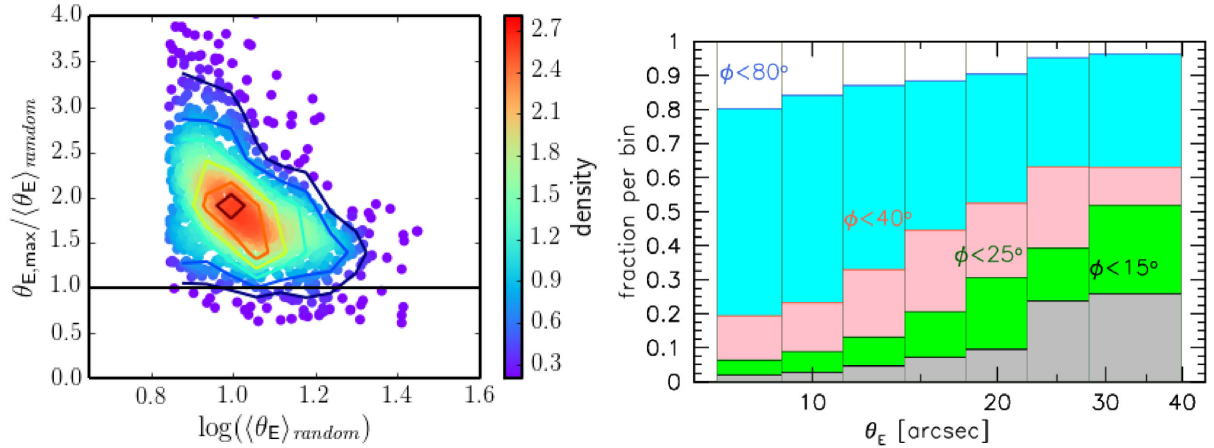 4.0
3.5
3.0
2.5
2.0
1.5
1.0
0.5
0.0
θE,max/⟨θE⟩ramdom
0.8 1.0 1.2 1.4 1.6
log(⟨θE⟩random)
2.7
2.4
2.1
1.8
1.5
1.2
0.9
0.6
0.3
density
1
0.9
0.8
0.7
0.6
0.5
0.4
0.3
0.2
0.1
0
fraction per bin
φ<80°
φ<40°
φ<25°
φ<15°
10 20 30 40
θE [arcsec]